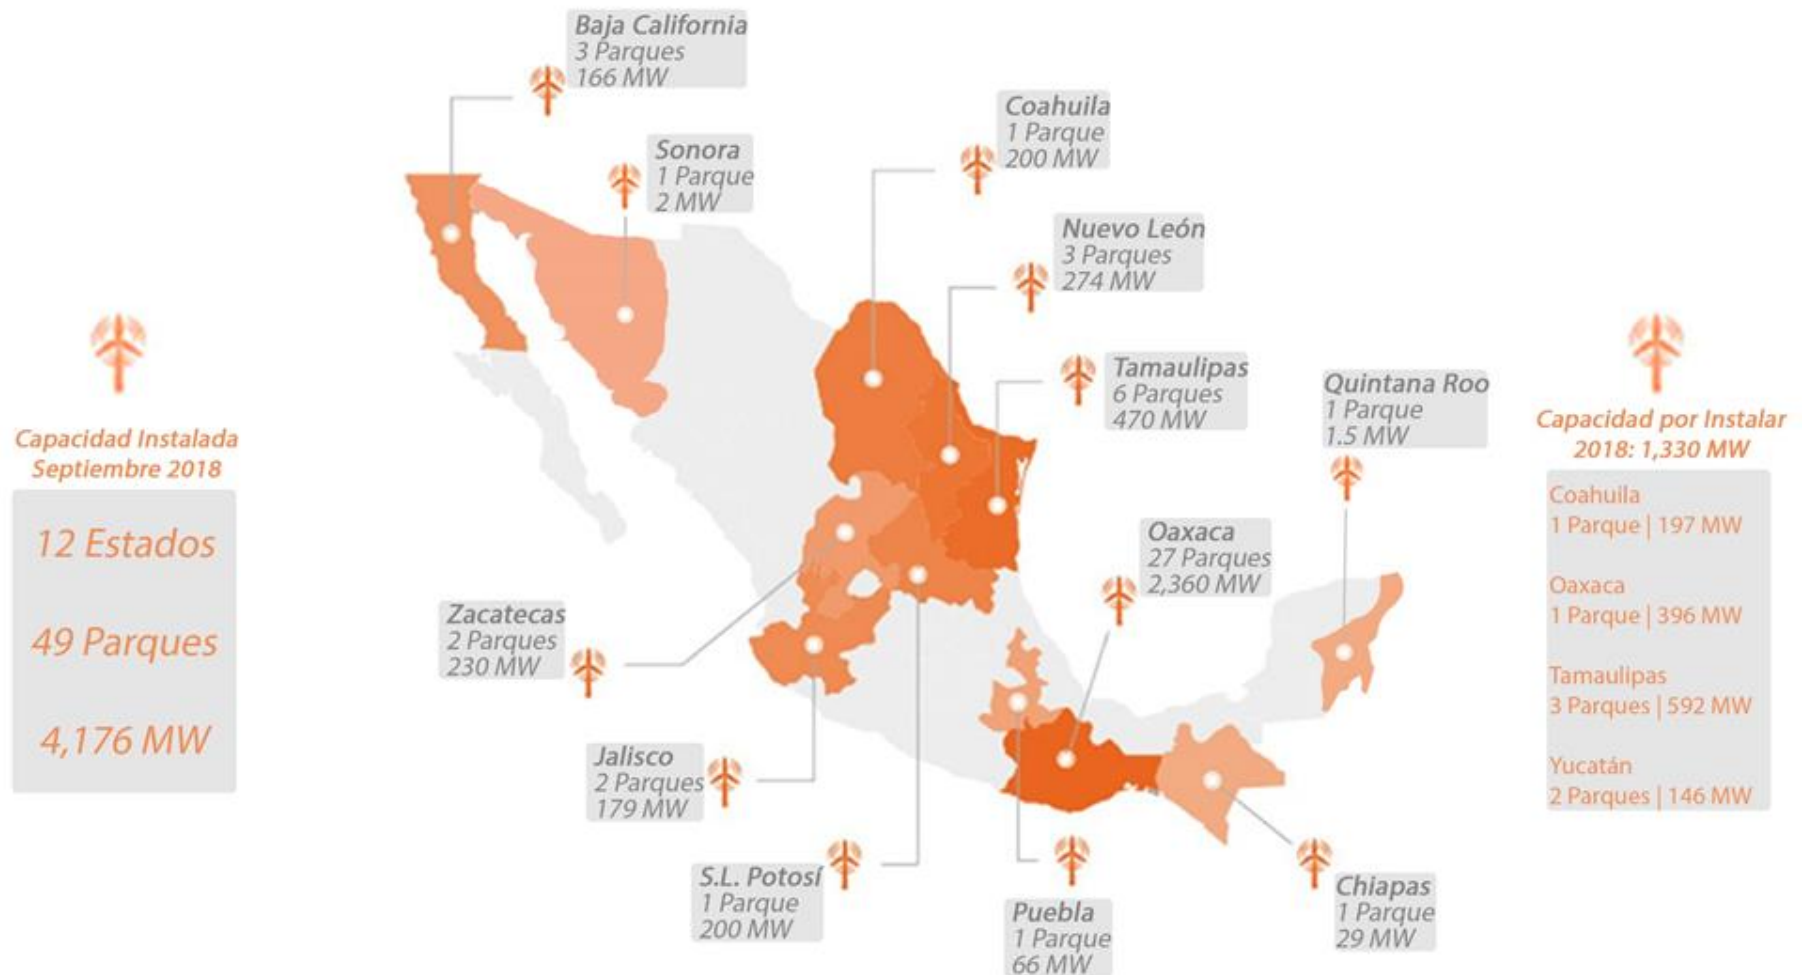 Baja California
3 Parques
166 MW
Sonora
1 Parque
2 MW
Coahuila
1 Parque
200 MW
Nuevo León
3 Parques
274 MW
Tamaulipas
6 Parques
470 MW
Quintana Roo
1 Parque
1.5 MW
Capacidad Instalada
Septiembre 2018
12 Estados
49 Parques
4,176 MW
Capacidad por Instalar
2018: 1,330 MW
Coahuila
1 Parque | 197 MW
Oaxaca
1 Parque | 396 MW
Tamaulipas
3 Parques | 592 MW
Yucatán
2 Parques | 146 MW
Oaxaca
27 Parques
2,360 MW
Zacatecas
2 Parques
230 MW
Jalisco
2 Parques
179 MW
S.L. Potosí
1 Parque
200 MW
Puebla
1 Parque
66 MW
Chiapas
1 Parque
29 MW